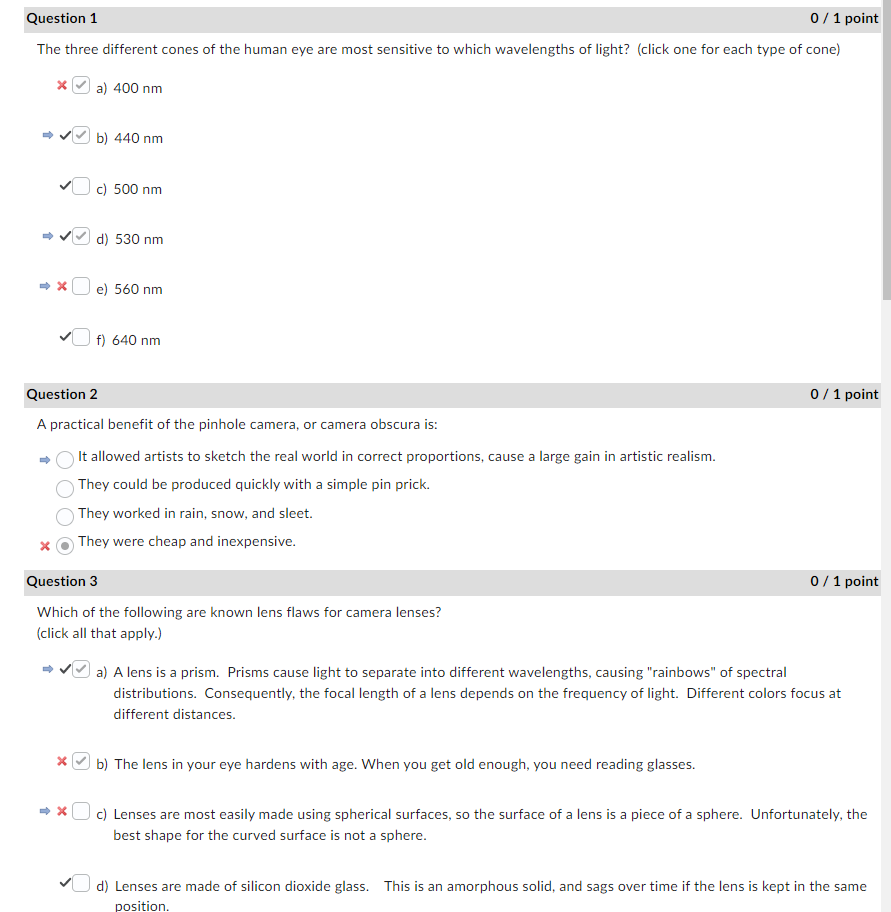 Question 1 0 / 1 point
The three different cones of the human eye are most sensitive to which wavelengths of light? (click one for each type of cone)
a) 400 nm
b) 440 nm
c) 500 nm
d) 530 nm
e) 560 nm
f) 640 nm
Question 2 0 / 1 point
A practical benefit of the pinhole camera, or camera obscura is:
It allowed artists to sketch the real world in correct proportions, cause a large gain in artistic realism.
They could be produced quickly with a simple pin prick.
They worked in rain, snow, and sleet.
They were cheap and inexpensive.
Question 3 0 / 1 point
Which of the following are known lens flaws for camera lenses?
(click all that apply.)
a) A lens is a prism. Prisms cause light to separate into different wavelengths, causing "rainbows" of spectral
distributions. Consequently, the focal length of a lens depends on the frequency of light. Different colors focus at
different distances.
b) The lens in your eye hardens with age. When you get old enough, you need reading glasses.
c) Lenses are most easily made using spherical surfaces, so the surface of a lens is a piece of a sphere. Unfortunately, the
best shape for the curved surface is not a sphere.
d) Lenses are made of silicon dioxide glass. This is an amorphous solid, and sags over time if the lens is kept in the same
position.